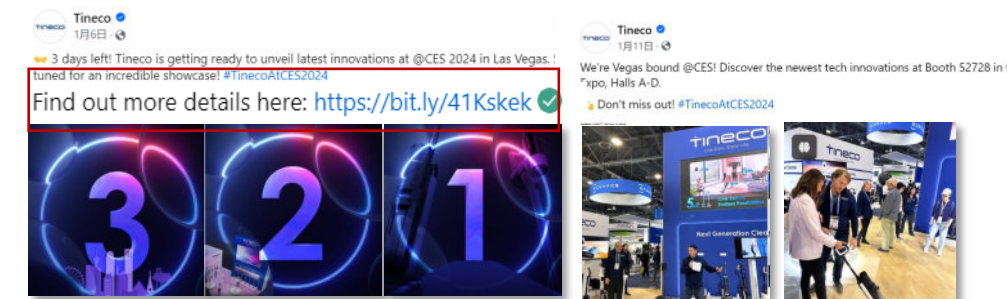 Tineco
1月6日
3 days left! Tineco is getting ready to unveil latest innovations at @CES 2024 in Las Vegas.
tuned for an incredible showcase! #TinecoAtCES2024
Find out more details here: https://bit.ly/41Kskek
3
2
1
Tineco
1月11日
We're Vegas bound @CES! Discover the newest tech innovations at Booth 52728 in
Expo, Halls A-D.
Don't miss out! #TinecoAtCES2024
Tineco
Next Generation Clea
Tineco